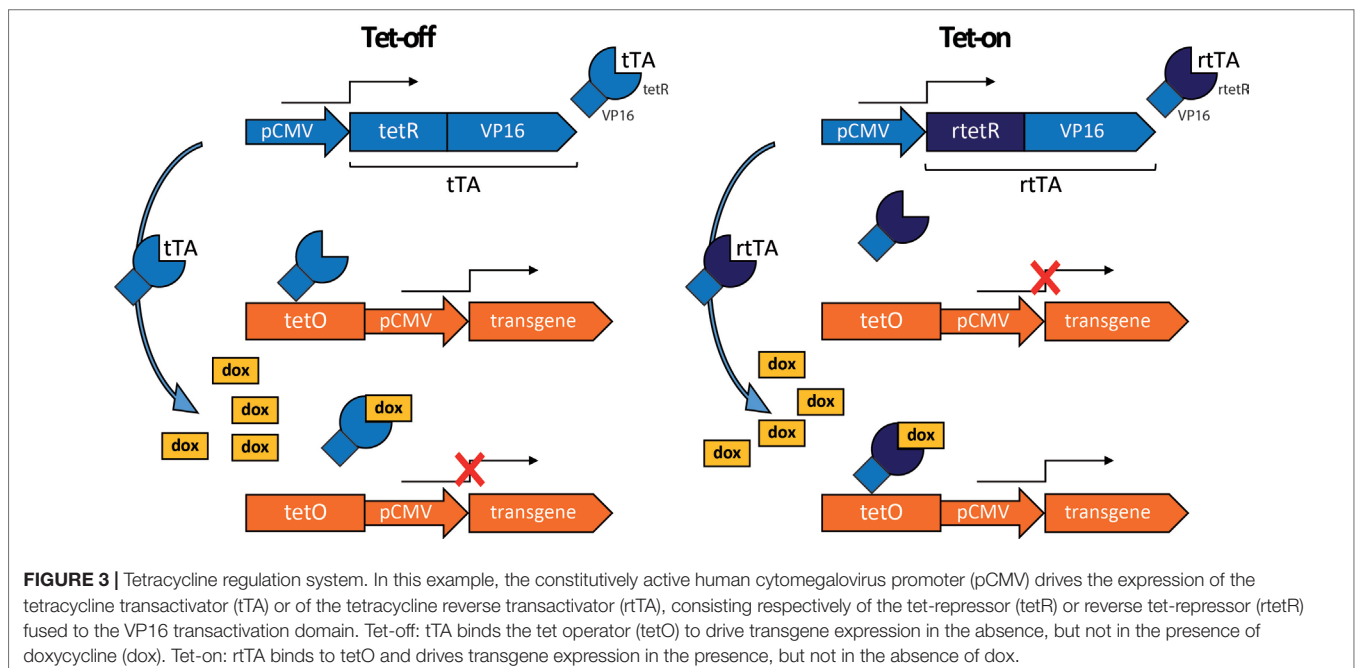 Tet-off
tTA
tetR
VP16
pCMV
tetR
VP16
tTA
tTA
tetO
pCMV
transgene
dox
dox
dox
dox
dox
tetO
pCMV
transgene
Tet-on
rtTA
rtetR
VP16
pCMV
rtetR
VP16
rtTA
rtTA
tetO
pCMV
transgene
dox
dox
dox
dox
dox
tetO
pCMV
transgene
FIGURE 3 | Tetracycline regulation system. In this example, the constitutively active human cytomegalovirus promoter (pCMV) drives the expression of the
tetracycline transactivator (tTA) or of the tetracycline reverse transactivator (rtTA), consisting respectively of the tet-repressor (tetR) or reverse tet-repressor (rtetR)
fused to the VP16 transactivation domain. Tet-off: tTA binds the tet operator (tetO) to drive transgene expression in the absence, but not in the presence of
doxycycline (dox). Tet-on: rtTA binds to tetO and drives transgene expression in the presence, but not in the absence of dox.